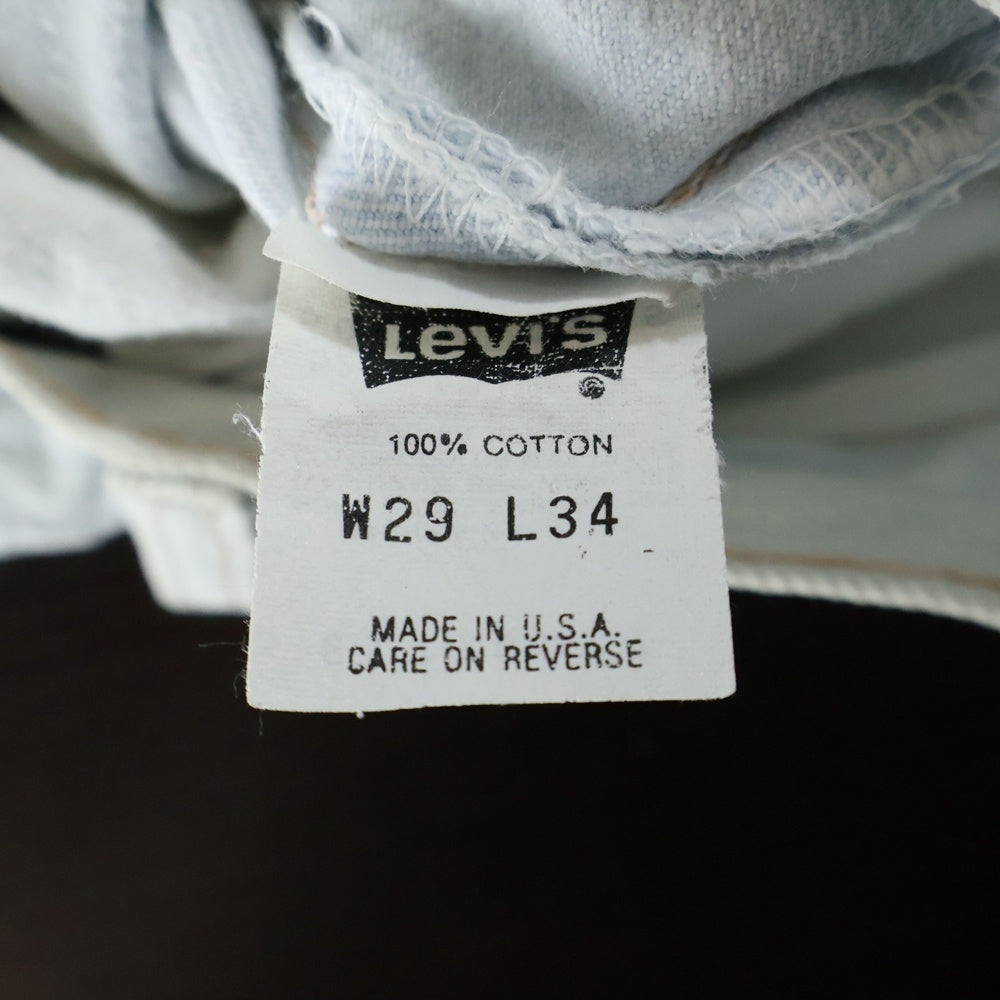 Levi's
®
100% COTTON
W29 L34
MADE IN U.S.A.
CARE ON REVERSE